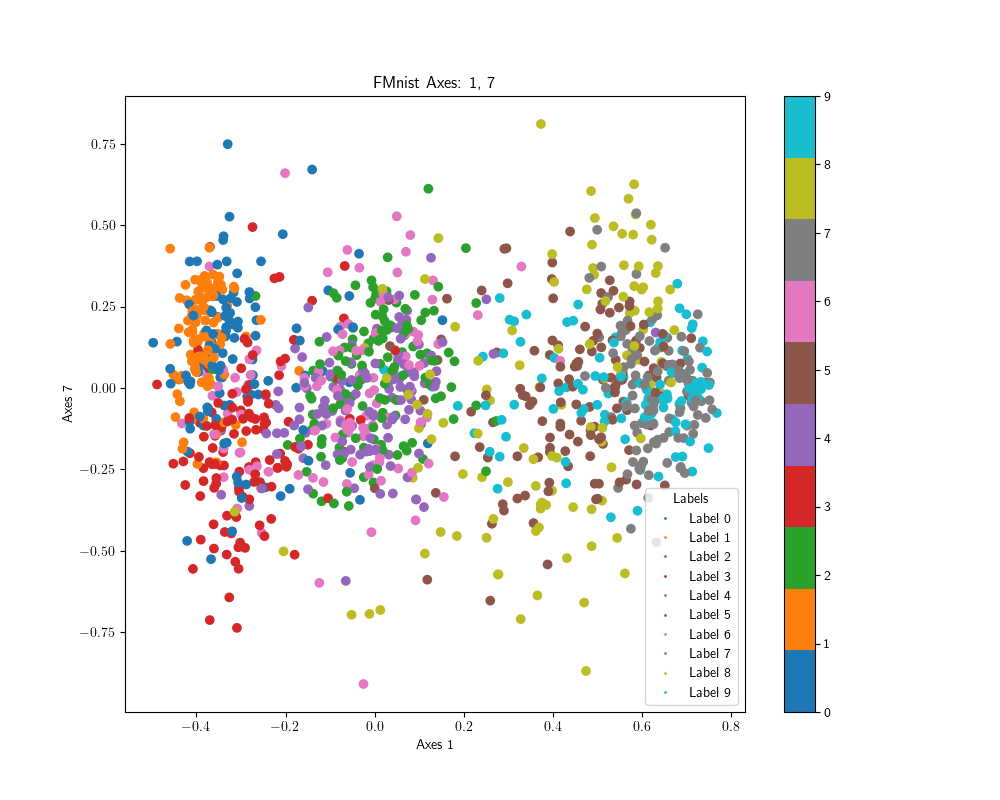 FMnist Axes: 1, 7
0.75
0.50
0.25
0.00
−0.25
−0.50
−0.75
Axes 7
−0.4
−0.2
0.0
0.2
0.4
0.6
0.8
Axes 1
Labels
Label 0
Label 1
Label 2
Label 3
Label 4
Label 5
Label 6
Label 7
Label 8
Label 9
9
8
7
6
5
4
3
2
1
0